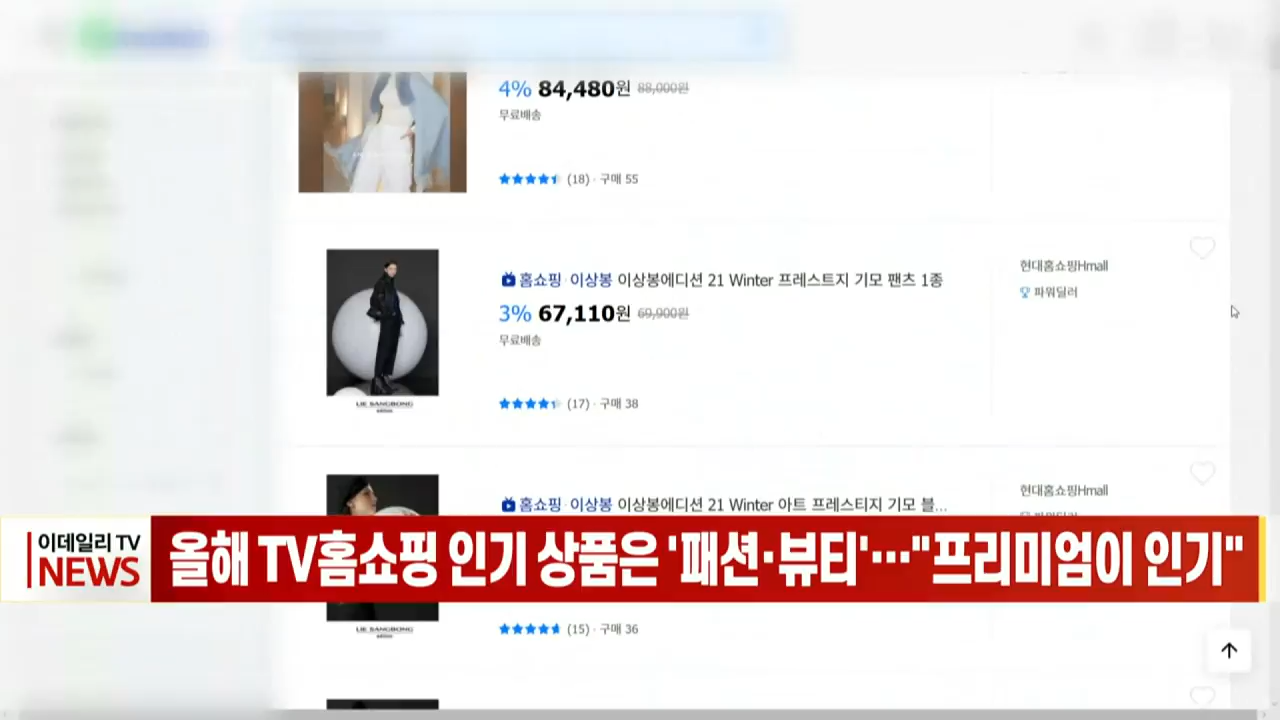 4% 84,480원 88,000원
무료배송
(18) · 구매 55
홈쇼핑 이상봉 이상봉에디션 21 Winter 프레스트지 기모 팬츠 1종
현대홈쇼핑Hmall
파워딜러
3% 67,110원 69,900원
무료배송
LIE SANGBONG
(17) · 구매 38
홈쇼핑 이상봉 이상봉에디션 21 Winter 아트 프레스티지 기모 블...
현대홈쇼핑Hmall
이데일리 TV
NEWS
올해 TV홈쇼핑 인기 상품은 '패션·뷰티'…"프리미엄이 인기"
LIE SANGBONG
(15) · 구매 36